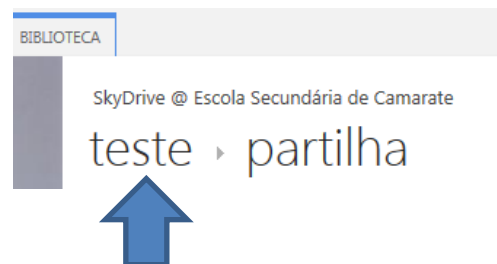 BIBLIOTECA
SkyDrive @ Escola Secundária de Camarate
teste ▸ partilha